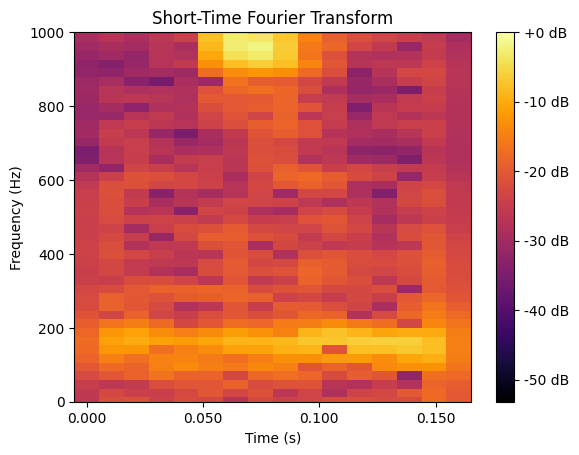 Short-Time Fourier Transform
1000
800
600
400
200
0
Frequency (Hz)
0.000
0.050
0.100
0.150
Time (s)
+0 dB
-10 dB
-20 dB
-30 dB
-40 dB
-50 dB